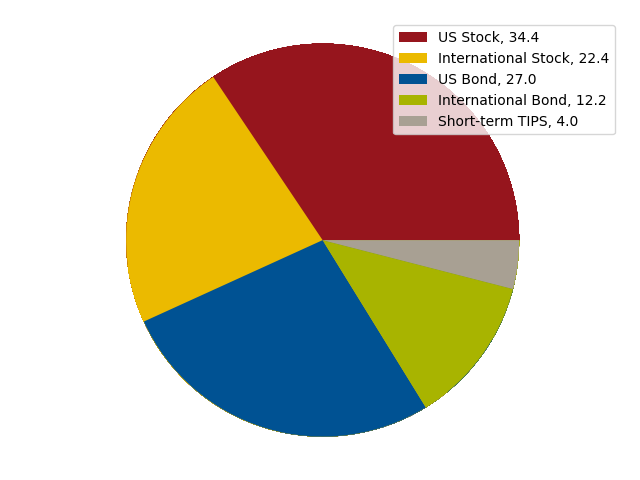 US Stock, 34.4
International Stock, 22.4
US Bond, 27.0
International Bond, 12.2
Short-term TIPS, 4.0